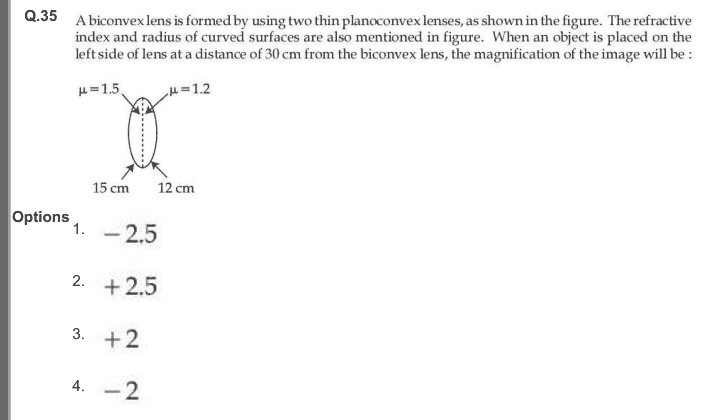 Q.35 A biconvex lens is formed by using two thin planoconvex lenses, as shown in the figure. The refractive
index and radius of curved surfaces are also mentioned in figure. When an object is placed on the
left side of lens at a distance of 30 cm from the biconvex lens, the magnification of the image will be :
μ=1.5 μ=1.2
15 cm 12 cm
Options
1. − 2.5
2. + 2.5
3. +2
4. −2